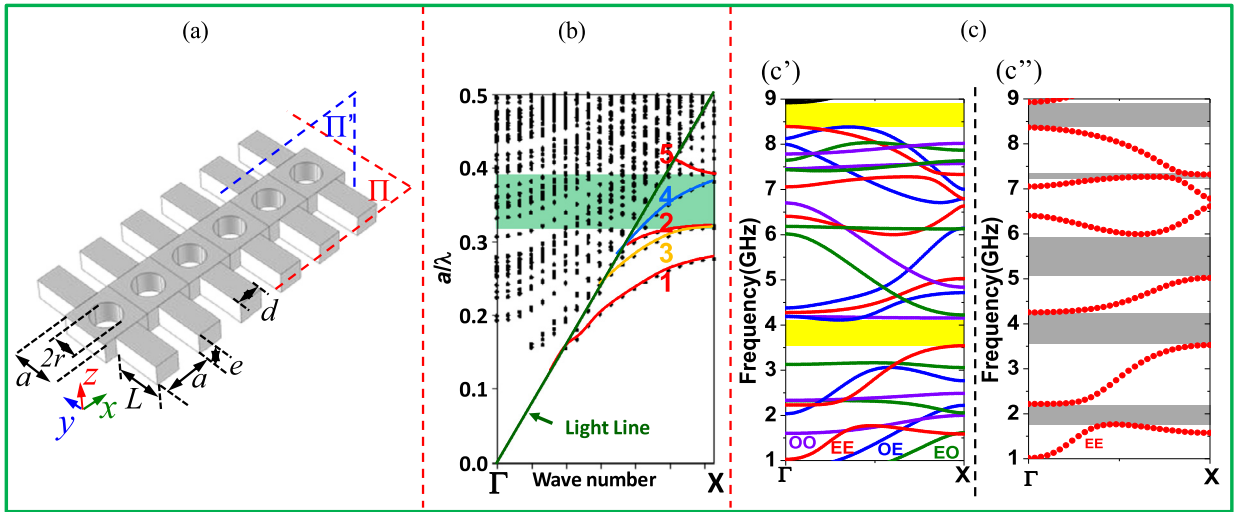 (a)
Π'
Π
d
2r
a
z
y
x
L
a
e
(b)
0.5
0.4
0.3
0.2
0.1
0.0
a/λ
5
4
2
3
1
Light Line
Γ
Wave number
X
(c)
(c')
Frequency(GHz)
9
8
7
6
5
4
3
2
1
OO
EE
OE
EO
Γ
X
(c'')
Frequency(GHz)
9
8
7
6
5
4
3
2
1
EE
Γ
X